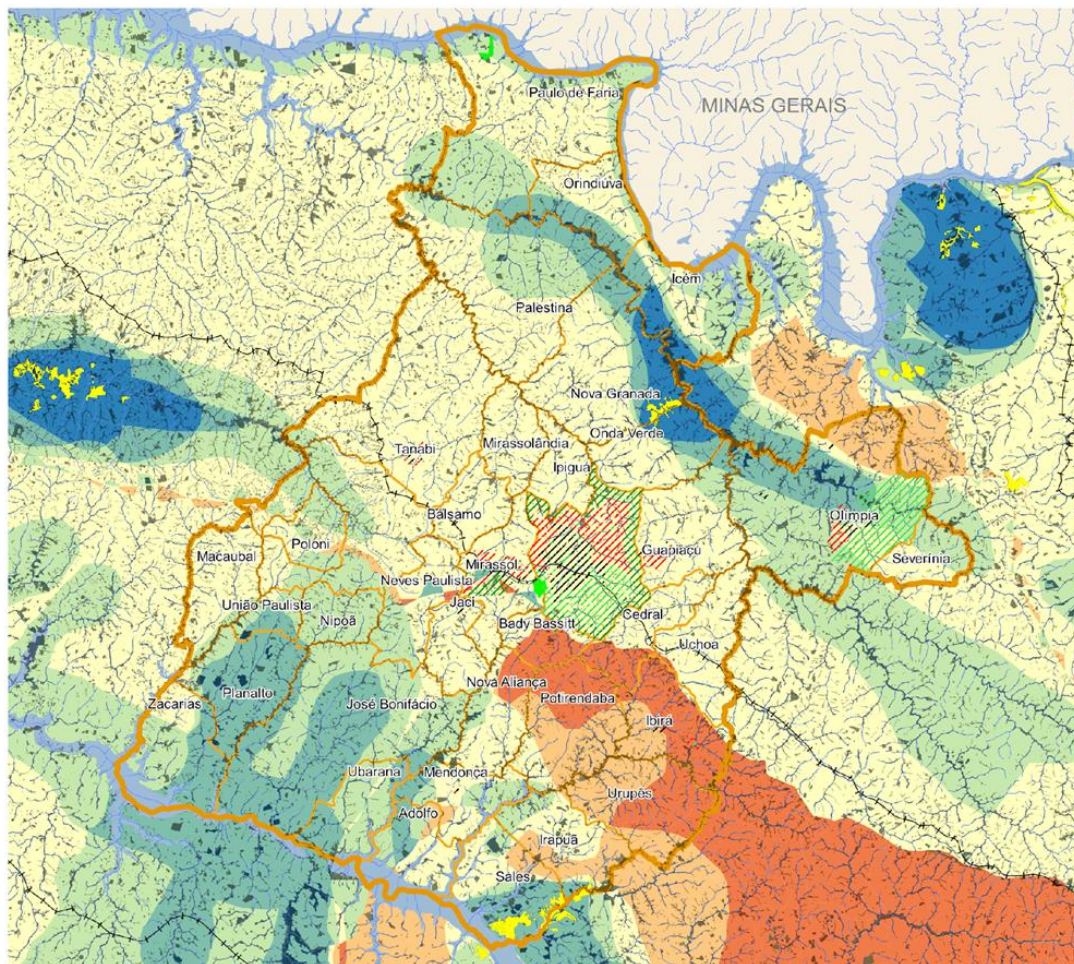 Paulo de Faria
MINAS GERAIS
Orindiúva
Icém
Palestina
Nova Granada
Onda Verde
Mirassolândia
Tanabi
Ipiguá
Bálsamo
Olímpia
Poloni
Guapiaçú
Macaubal
Mirassol
Severínia
Neves Paulista
Jaci
União Paulista
Cedral
Nipoã
Bady Bassitt
Uchoa
Nova Aliança
Planalto
Potirendaba
Zacarias
José Bonifácio
Ibirá
Ubarana
Mendonça
Urupês
Adolfo
Irapuã
Sales